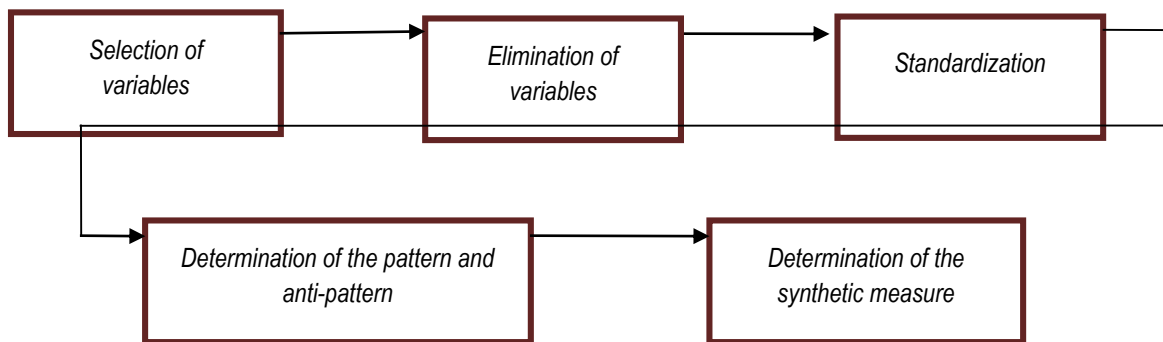 Selection of
variables
Elimination of
variables
Standardization
Determination of the pattern and
anti-pattern
Determination of the
synthetic measure